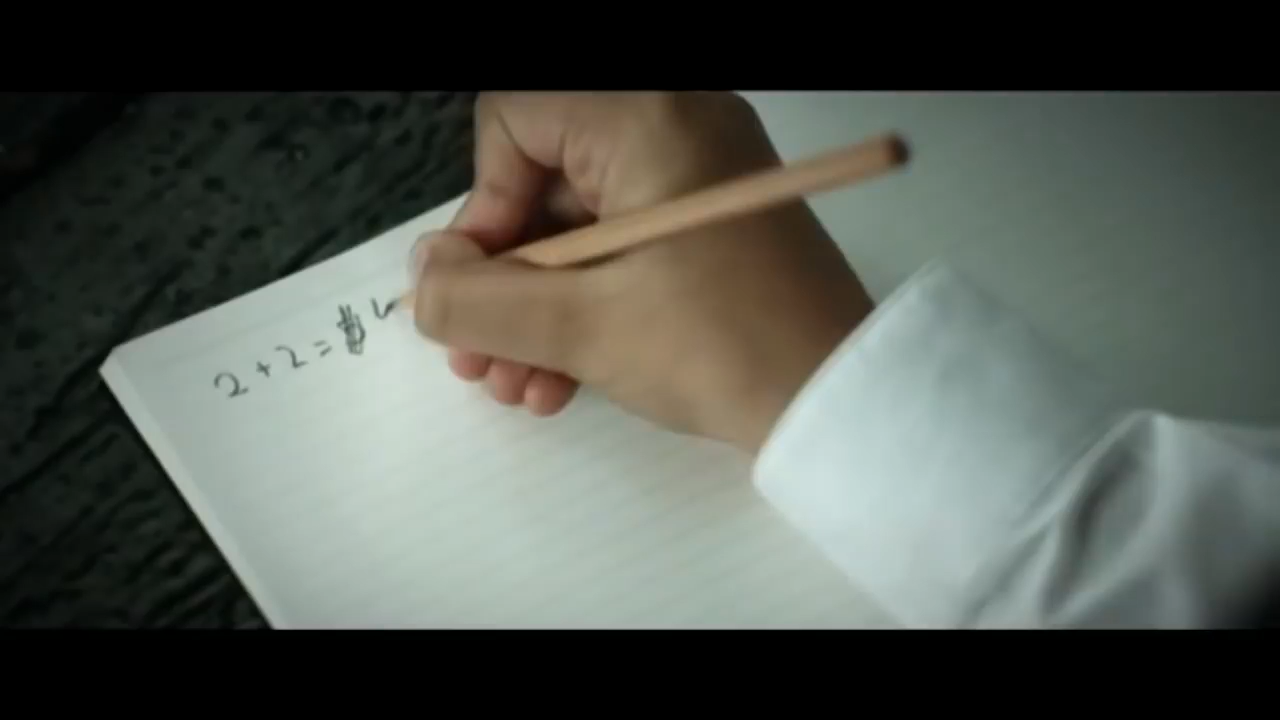 2 + 2 =